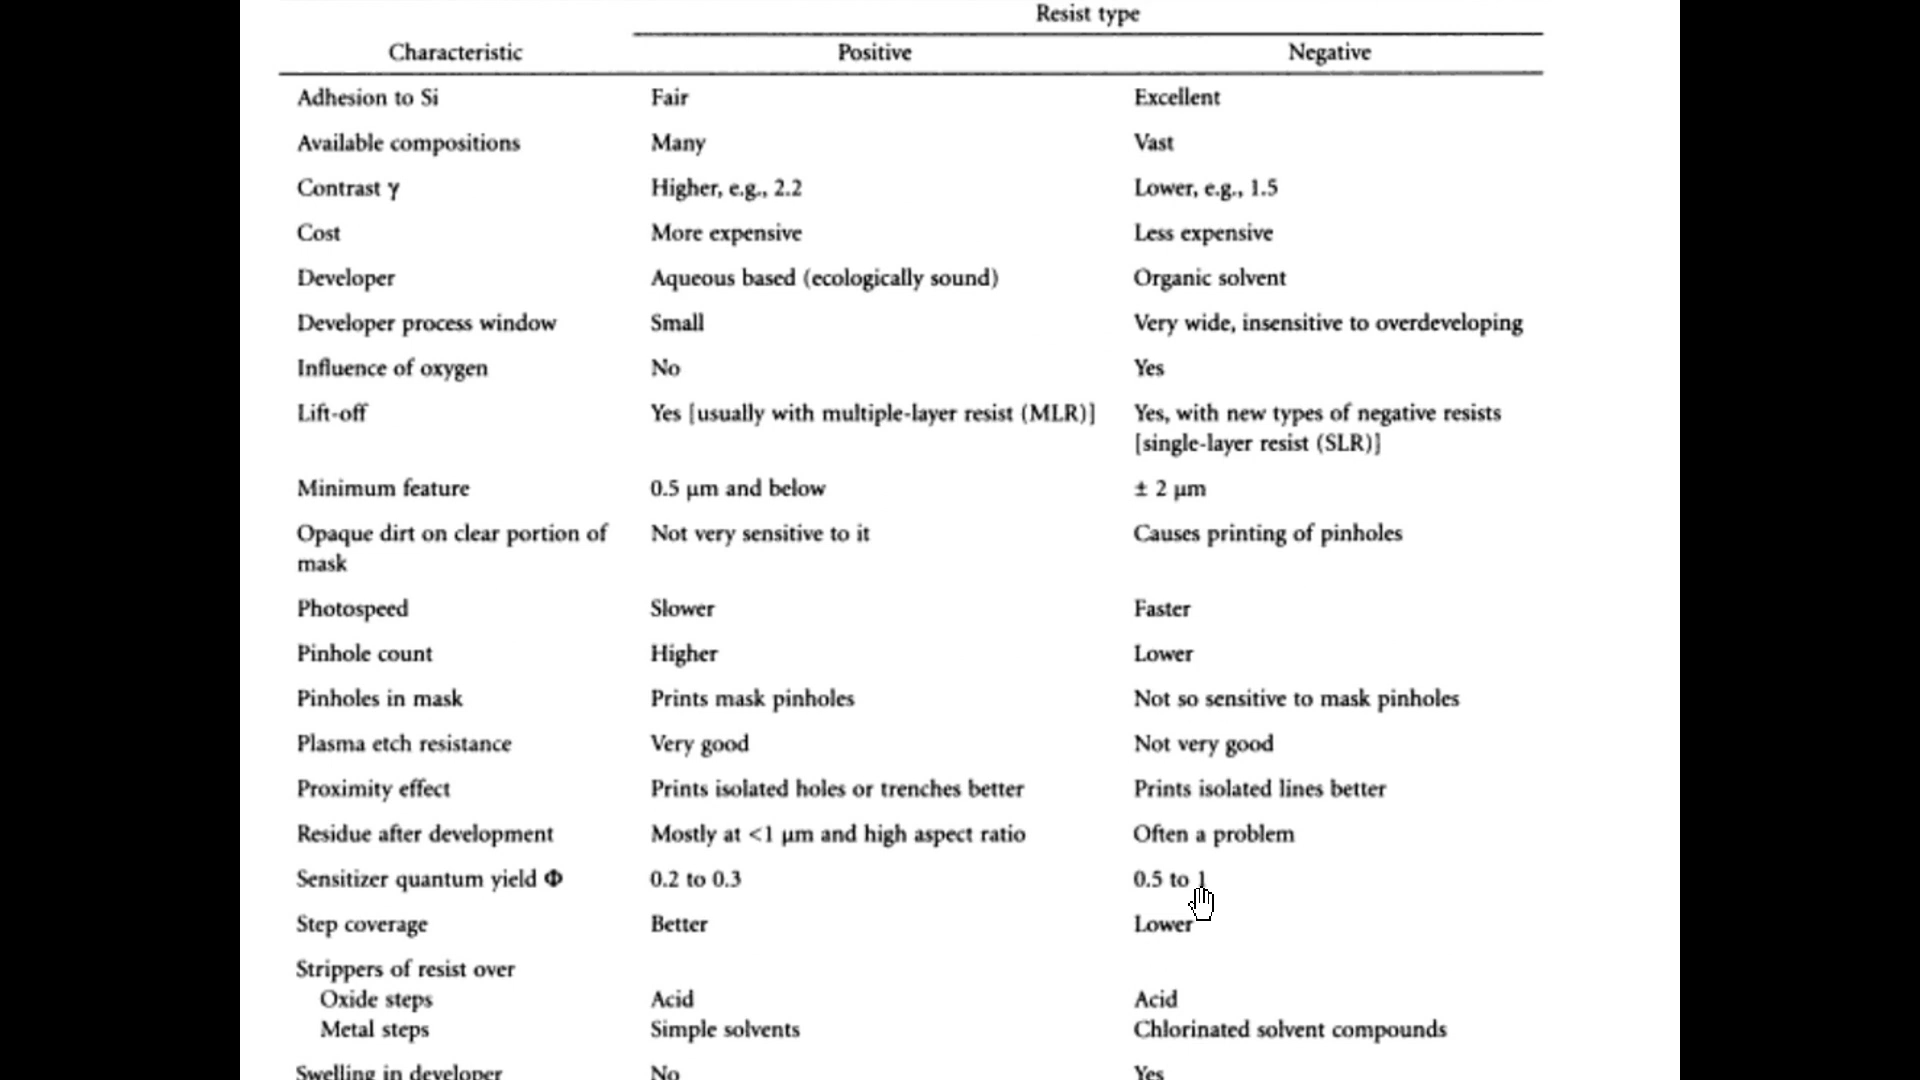 Resist type
Characteristic Positive Negative
Adhesion to Si Fair Excellent
Available compositions Many Vast
Contrast γ Higher, e.g., 2.2 Lower, e.g., 1.5
Cost More expensive Less expensive
Developer Aqueous based (ecologically sound) Organic solvent
Developer process window Small Very wide, insensitive to overdeveloping
Influence of oxygen No Yes
Lift-off Yes [usually with multiple-layer resist (MLR)] Yes, with new types of negative resists
[single-layer resist (SLR)]
Minimum feature 0.5 µm and below ± 2 µm
Opaque dirt on clear portion of Not very sensitive to it Causes printing of pinholes
mask
Photospeed Slower Faster
Pinhole count Higher Lower
Pinholes in mask Prints mask pinholes Not so sensitive to mask pinholes
Plasma etch resistance Very good Not very good
Proximity effect Prints isolated holes or trenches better Prints isolated lines better
Residue after development Mostly at <1 µm and high aspect ratio Often a problem
Sensitizer quantum yield Φ 0.2 to 0.3 0.5 to 1
Step coverage Better Lower
Strippers of resist over
Oxide steps Acid Acid
Metal steps Simple solvents Chlorinated solvent compounds
Swelling in developer No Yes